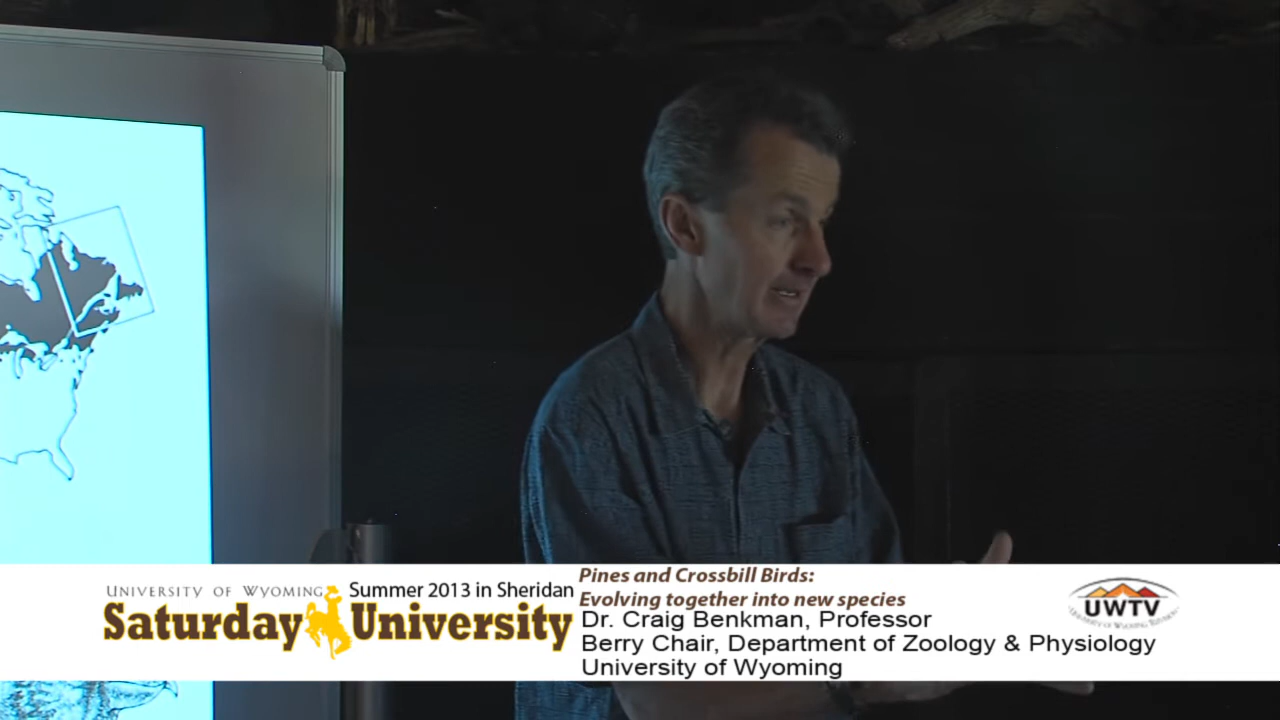 UNIVERSITY OF WYOMING
Summer 2013 in Sheridan
Saturday University
Pines and Crossbill Birds:
Evolving together into new species
Dr. Craig Benkman, Professor
Berry Chair, Department of Zoology & Physiology
University of Wyoming
UWTV